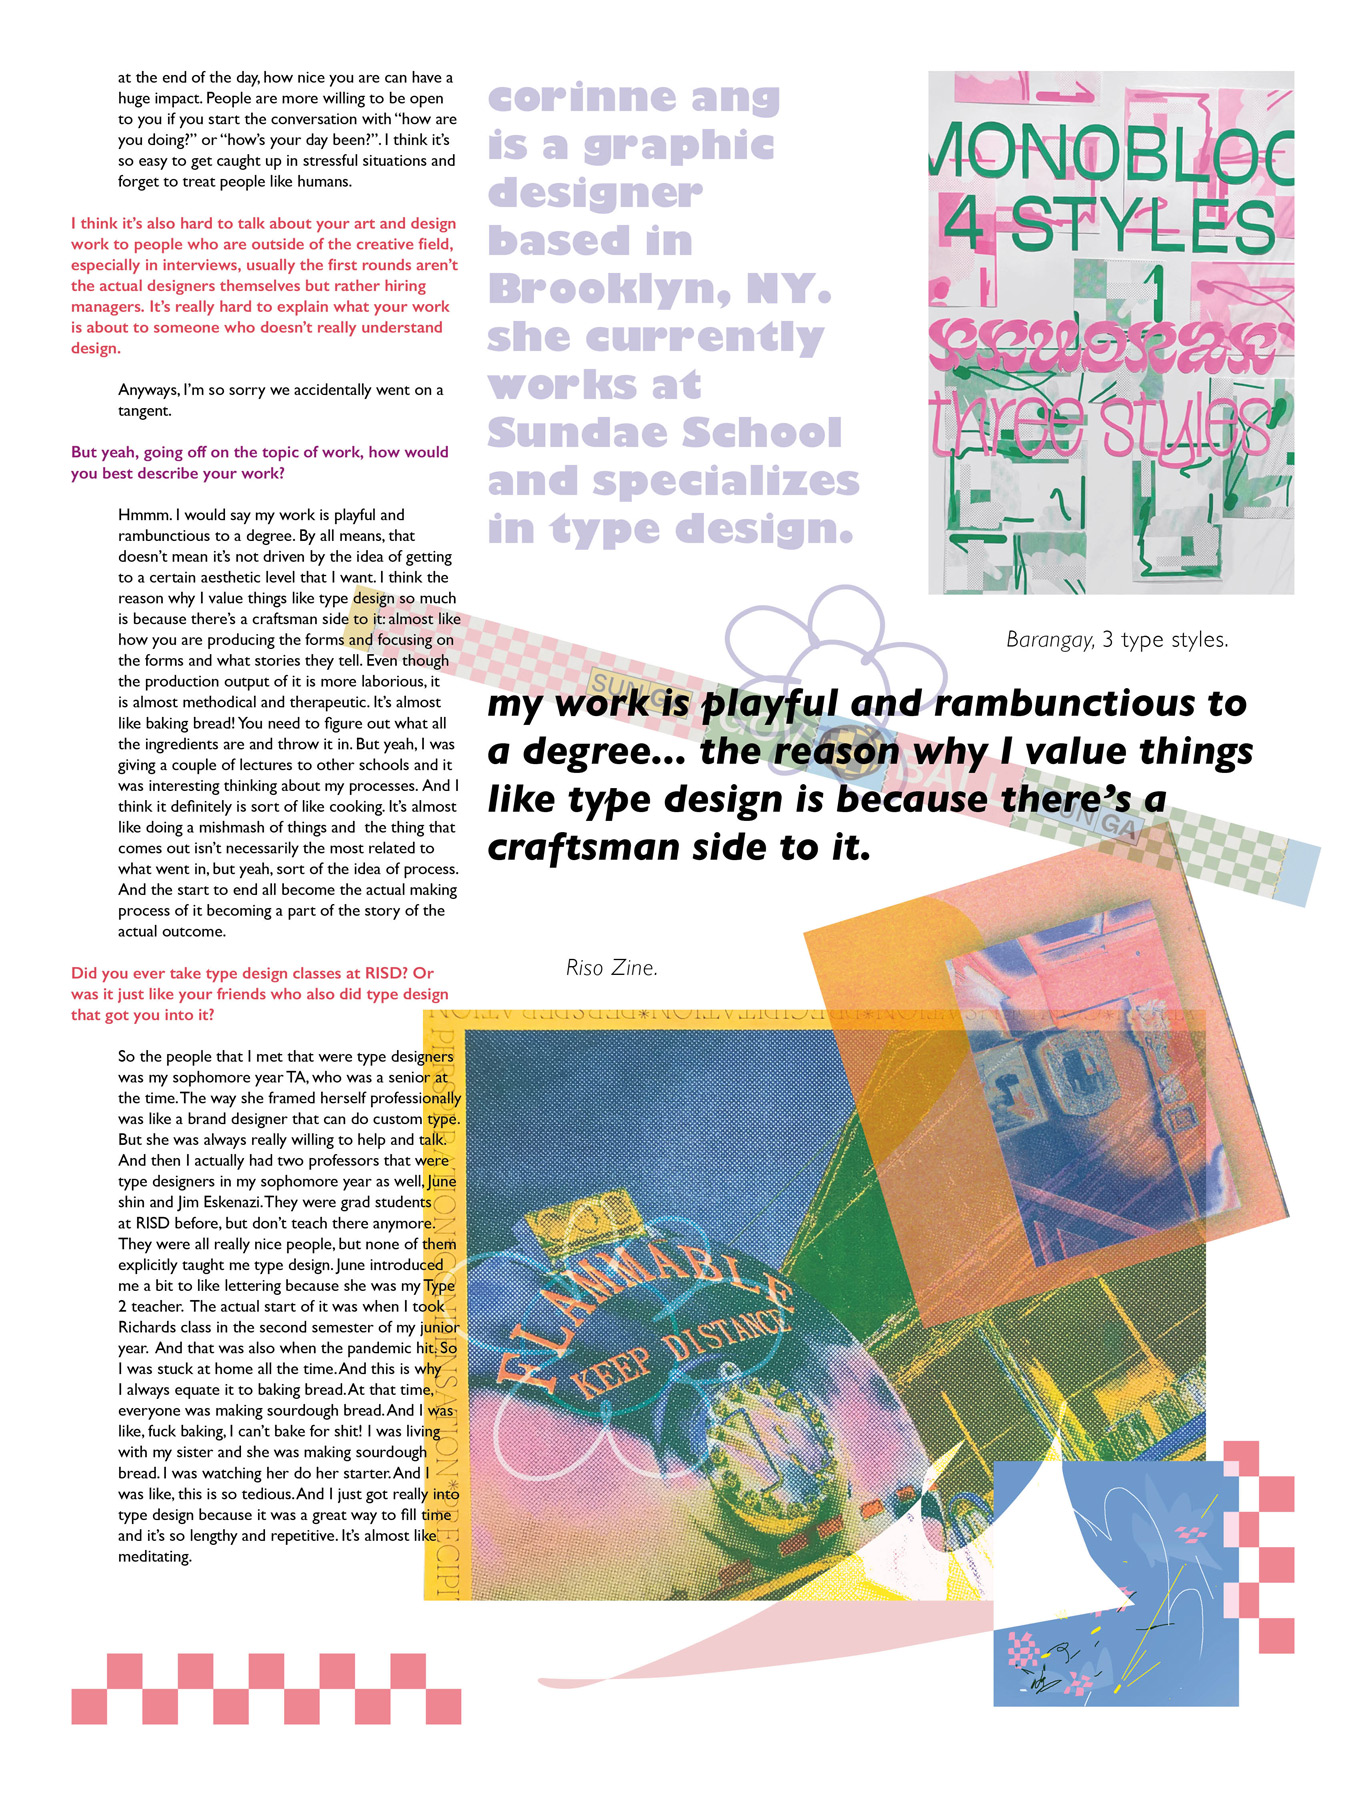 at the end of the day, how nice you are can have a
huge impact. People are more willing to be open
to you if you start the conversation with “how are
you doing?” or “how’s your day been?”. I think it’s
so easy to get caught up in stressful situations and
forget to treat people like humans.
I think it’s also hard to talk about your art and design
work to people who are outside of the creative field,
especially in interviews, usually the first rounds aren’t
the actual designers themselves but rather hiring
managers. It’s really hard to explain what your work
is about to someone who doesn’t really understand
design.
Anyways, I’m so sorry we accidentally went on a
tangent.
But yeah, going off on the topic of work, how would
you best describe your work?
Hmmm. I would say my work is playful and
rambunctious to a degree. By all means, that
doesn’t mean it’s not driven by the idea of getting
to a certain aesthetic level that I want. I think the
reason why I value things like type design so much
is because there’s a craftsman side to it: almost like
how you are producing the forms and focusing on
the forms and what stories they tell. Even though
the production output of it is more laborious, it
is almost methodical and therapeutic. It’s almost
like baking bread! You need to figure out what all
the ingredients are and throw it in. But yeah, I was
giving a couple of lectures to other schools and it
was interesting thinking about my processes. And I
think it definitely is sort of like cooking. It’s almost
like doing a mishmash of things and  the thing that
comes out isn’t necessarily the most related to
what went in, but yeah, sort of the idea of process.
And the start to end all become the actual making
process of it becoming a part of the story of the
actual outcome.
Did you ever take type design classes at RISD? Or
was it just like your friends who also did type design
that got you into it?
So the people that I met that were type designers
was my sophomore year TA, who was a senior at
the time. The way she framed herself professionally
was like a brand designer that can do custom type.
But she was always really willing to help and talk.
And then I actually had two professors that were
type designers in my sophomore year as well, June
shin and Jim Eskenazi. They were grad students
at RISD before, but don’t teach there anymore.
They were all really nice people, but none of them
explicitly taught me type design. June introduced
me a bit to like lettering because she was my Type
2 teacher.  The actual start of it was when I took
Richards class in the second semester of my junior
year.  And that was also when the pandemic hit. So
I was stuck at home all the time. And this is why
I always equate it to baking bread. At that time,
everyone was making sourdough bread. And I was
like, fuck baking, I can’t bake for shit!  I was living
with my sister and she was making sourdough
bread. I was watching her do her starter. And I
was like, this is so tedious. And I just got really into
type design because it was a great way to fill time
and it’s so lengthy and repetitive. It’s almost like
meditating.
corinne ang
is a graphic
designer
based in
Brooklyn, NY.
she currently
works at
Sundae School
and specializes
in type design.
MONOBLOC
4 STYLES
three styles
Barangay, 3 type styles.
SUN GA
GOV
BALL
SUN GA
my work is playful and rambunctious to
a degree... the reason why I value things
like type design is because there’s a
craftsman side to it.
Riso Zine.
FLAMMABLE
KEEP DISTANCE